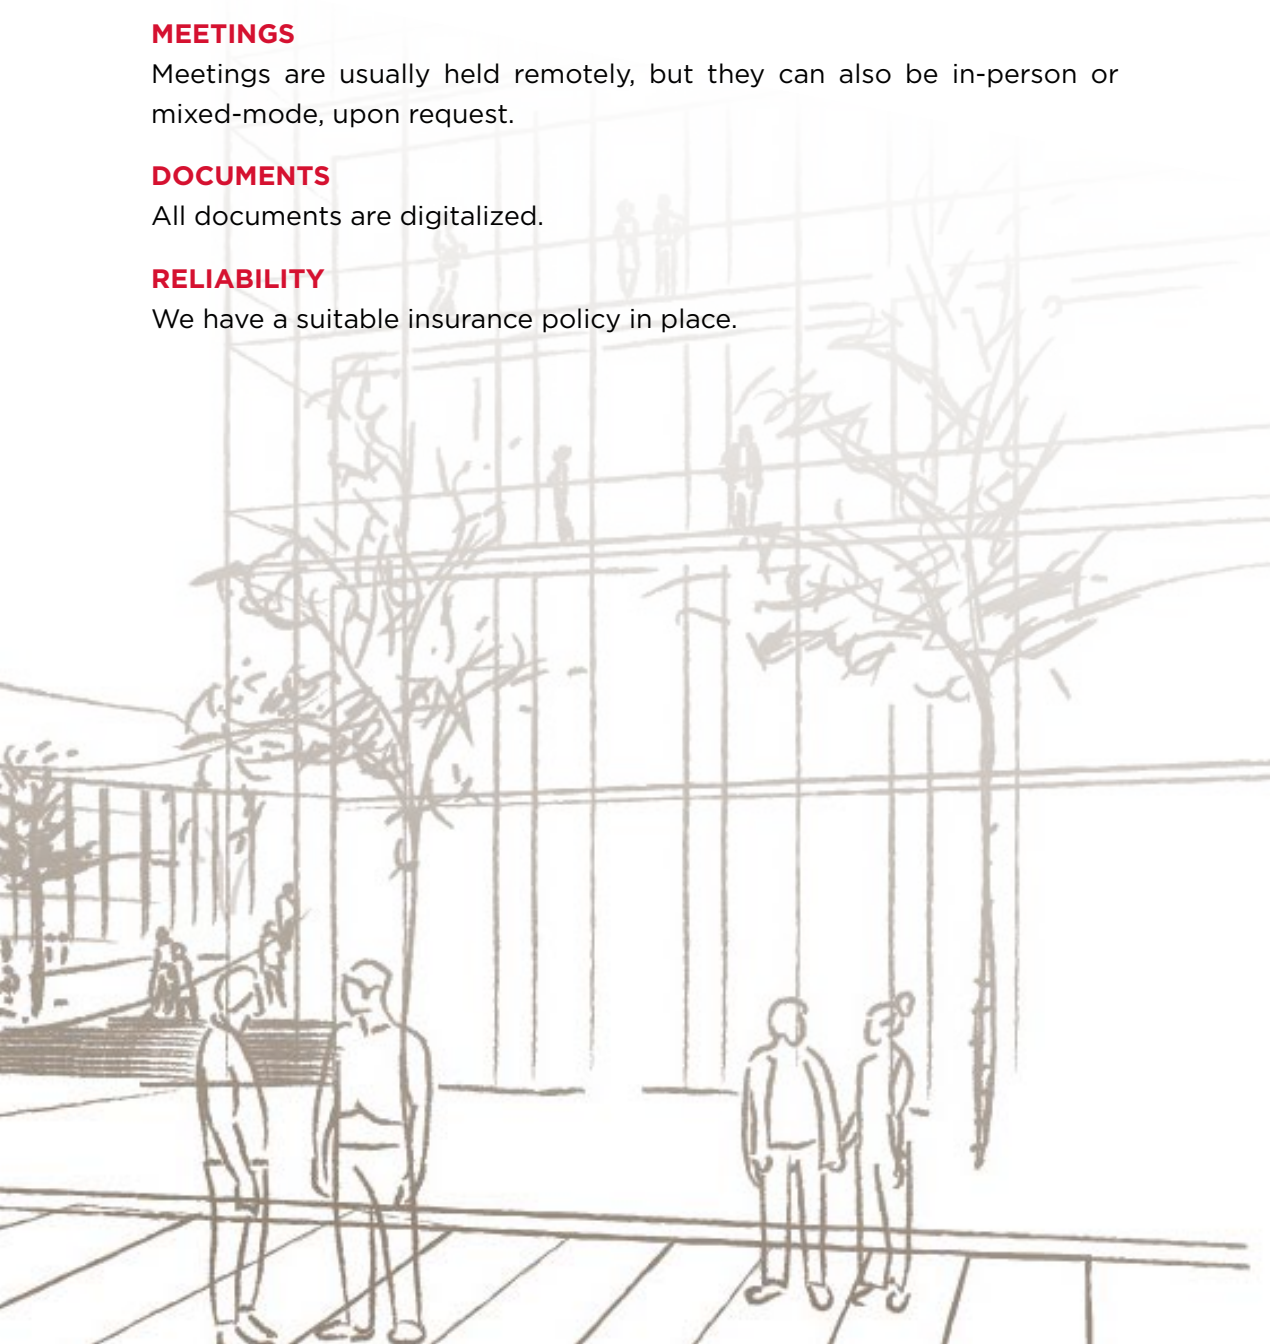 MEETINGS
Meetings are usually held remotely, but they can also be in-person or
mixed-mode, upon request.
DOCUMENTS
All documents are digitalized.
RELIABILITY
We have a suitable insurance policy in place.